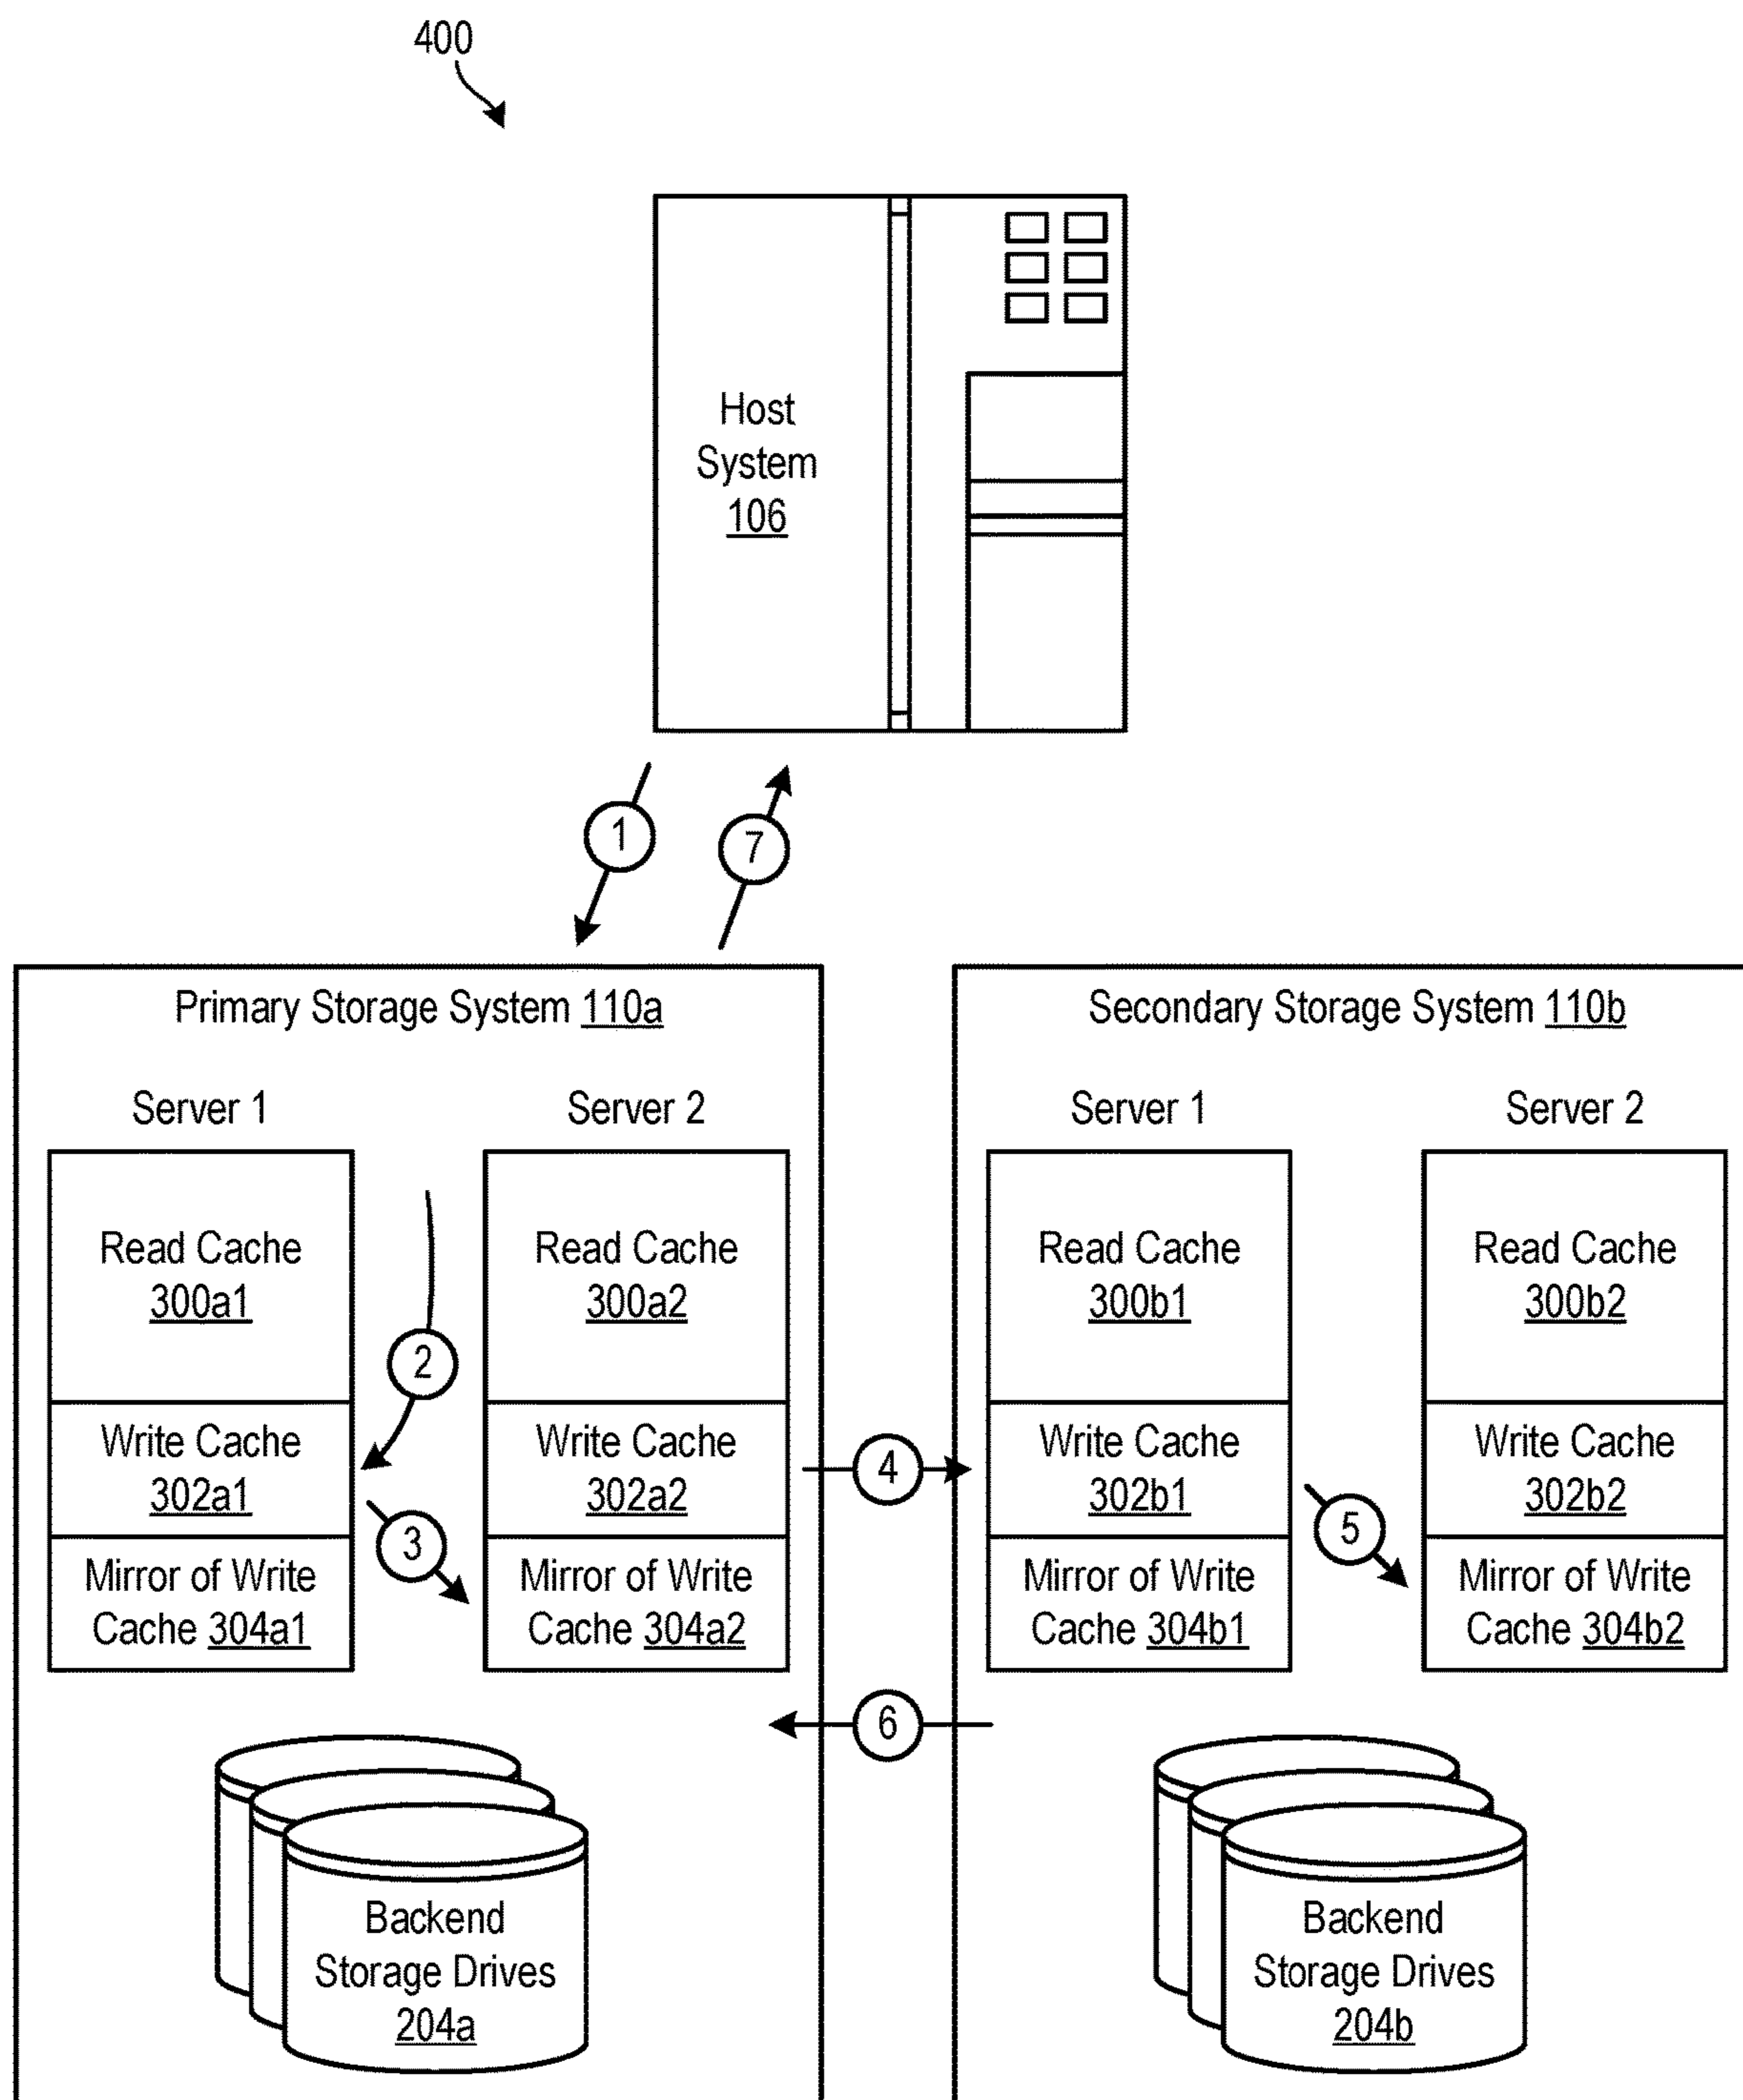 400
Host
System
106
1
7
Primary Storage System 110a
Server 1
Server 2
Read Cache
300a1
Write Cache
302a1
Mirror of Write
Cache 304a1
2
3
Read Cache
300a2
Write Cache
302a2
Mirror of Write
Cache 304a2
Backend
Storage Drives
204a
4
6
Secondary Storage System 110b
Server 1
Server 2
Read Cache
300b1
Write Cache
302b1
Mirror of Write
Cache 304b1
5
Read Cache
300b2
Write Cache
302b2
Mirror of Write
Cache 304b2
Backend
Storage Drives
204b